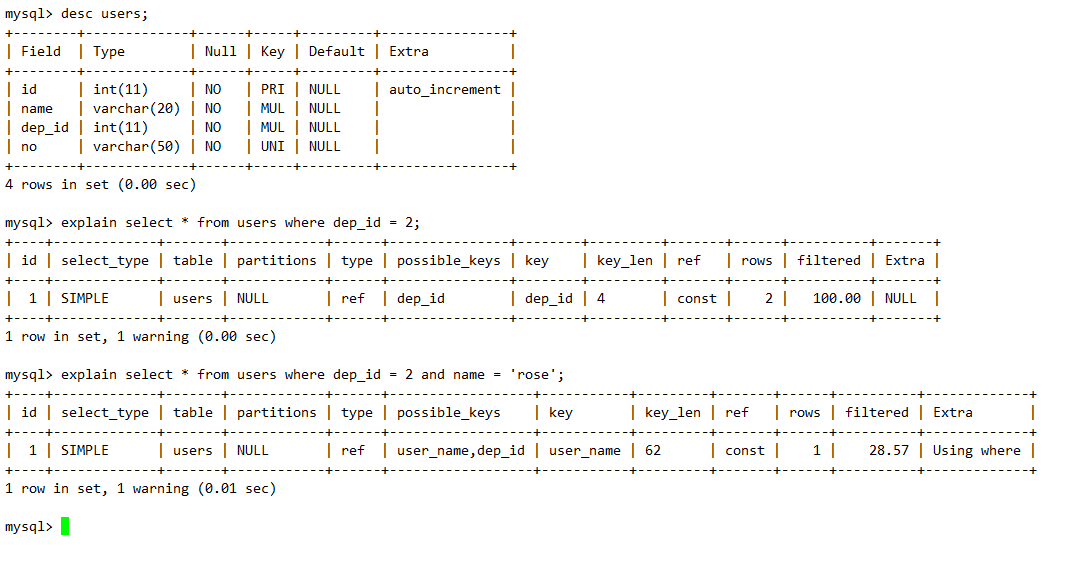 mysql> desc users;
+--------+-------------+------+-----+---------+----------------+
| Field  | Type        | Null | Key | Default | Extra          |
+--------+-------------+------+-----+---------+----------------+
| id     | int(11)     | NO   | PRI | NULL    | auto_increment |
| name   | varchar(20) | NO   | MUL | NULL    |                |
| dep_id | int(11)     | NO   | MUL | NULL    |                |
| no     | varchar(50) | NO   | UNI | NULL    |                |
+--------+-------------+------+-----+---------+----------------+
4 rows in set (0.00 sec)

mysql> explain select * from users where dep_id = 2;
+----+-------------+-------+------------+------+---------------+--------+---------+-------+------+----------+-------+
| id | select_type | table | partitions | type | possible_keys | key    | key_len | ref   | rows | filtered | Extra |
+----+-------------+-------+------------+------+---------------+--------+---------+-------+------+----------+-------+
|  1 | SIMPLE      | users | NULL       | ref  | dep_id        | dep_id | 4       | const |    2 |   100.00 | NULL  |
+----+-------------+-------+------------+------+---------------+--------+---------+-------+------+----------+-------+
1 row in set, 1 warning (0.00 sec)

mysql> explain select * from users where dep_id = 2 and name = 'rose';
+----+-------------+-------+------------+------+------------------+-----------+---------+-------+------+----------+-------------+
| id | select_type | table | partitions | type | possible_keys    | key       | key_len | ref   | rows | filtered | Extra       |
+----+-------------+-------+------------+------+------------------+-----------+---------+-------+------+----------+-------------+
|  1 | SIMPLE      | users | NULL       | ref  | user_name,dep_id | user_name | 62      | const |    1 |    28.57 | Using where |
+----+-------------+-------+------------+------+------------------+-----------+---------+-------+------+----------+-------------+
1 row in set, 1 warning (0.01 sec)

mysql>